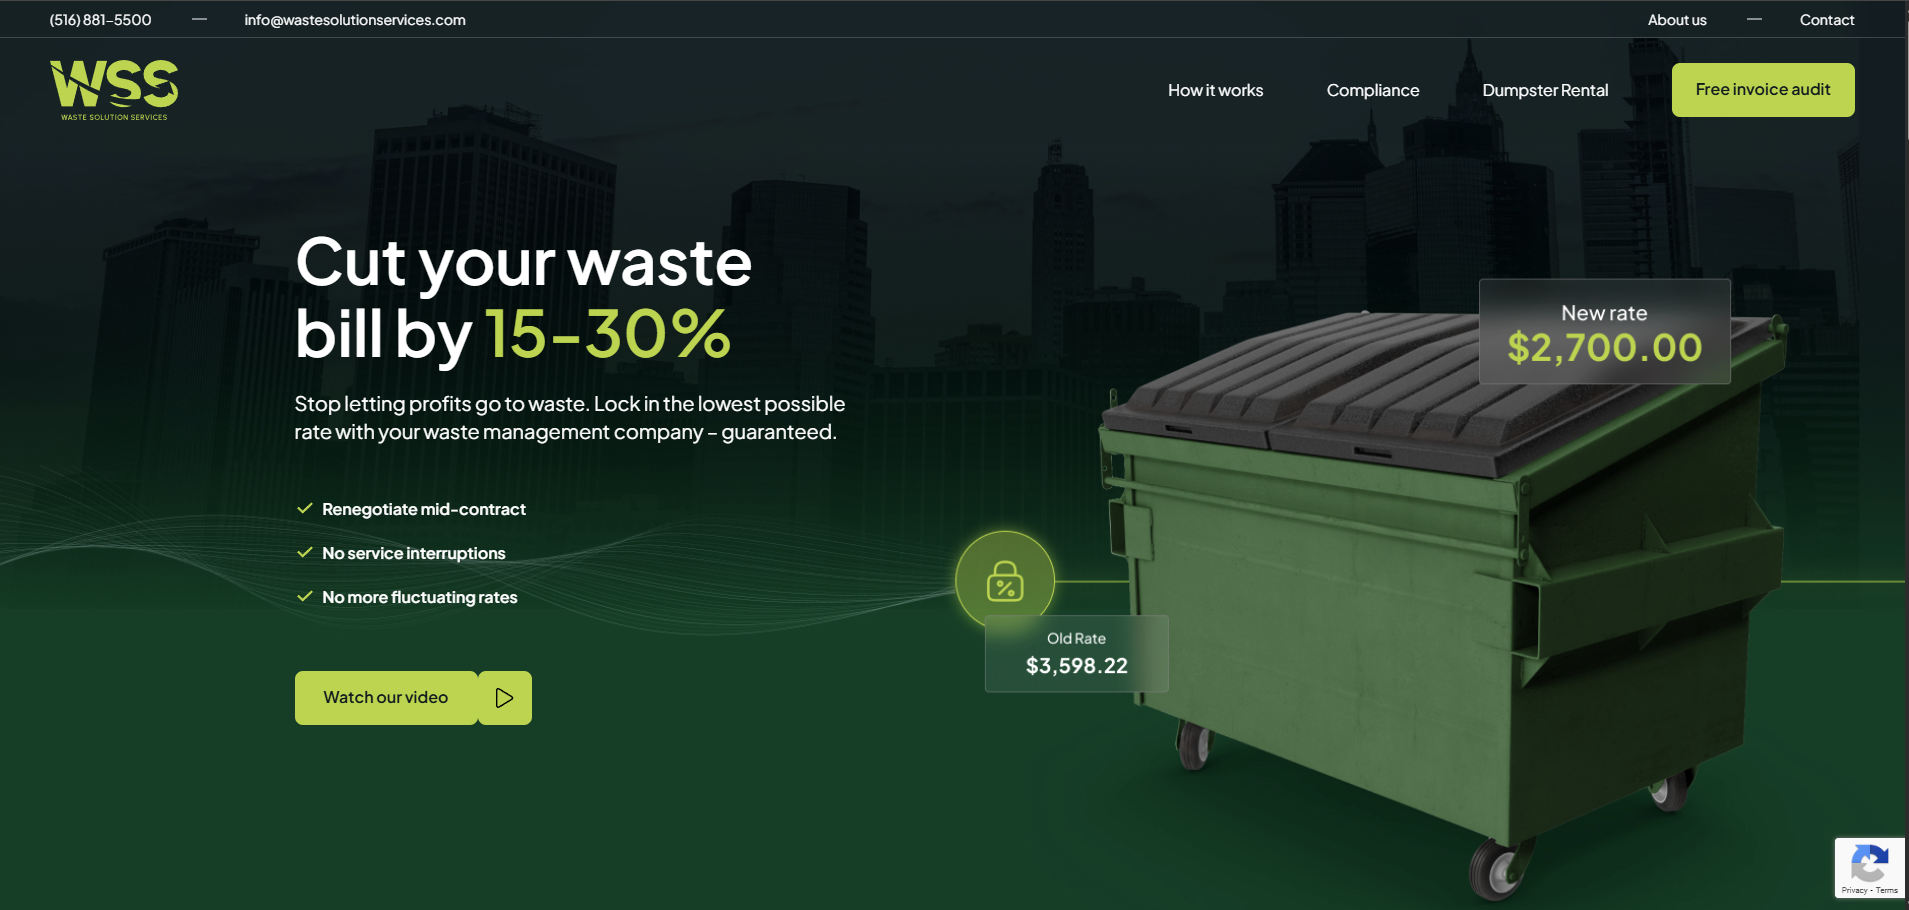 (516) 881-5500 — info@wastesolutionservices.com
About us — Contact
WSS
WASTE SOLUTION SERVICES
How it works
Compliance
Dumpster Rental
Free invoice audit
Cut your waste
bill by 15-30%
Stop letting profits go to waste. Lock in the lowest possible
rate with your waste management company – guaranteed.
Renegotiate mid-contract
No service interruptions
No more fluctuating rates
Watch our video
New rate
$2,700.00
%
Old Rate
$3,598.22
Privacy - Terms